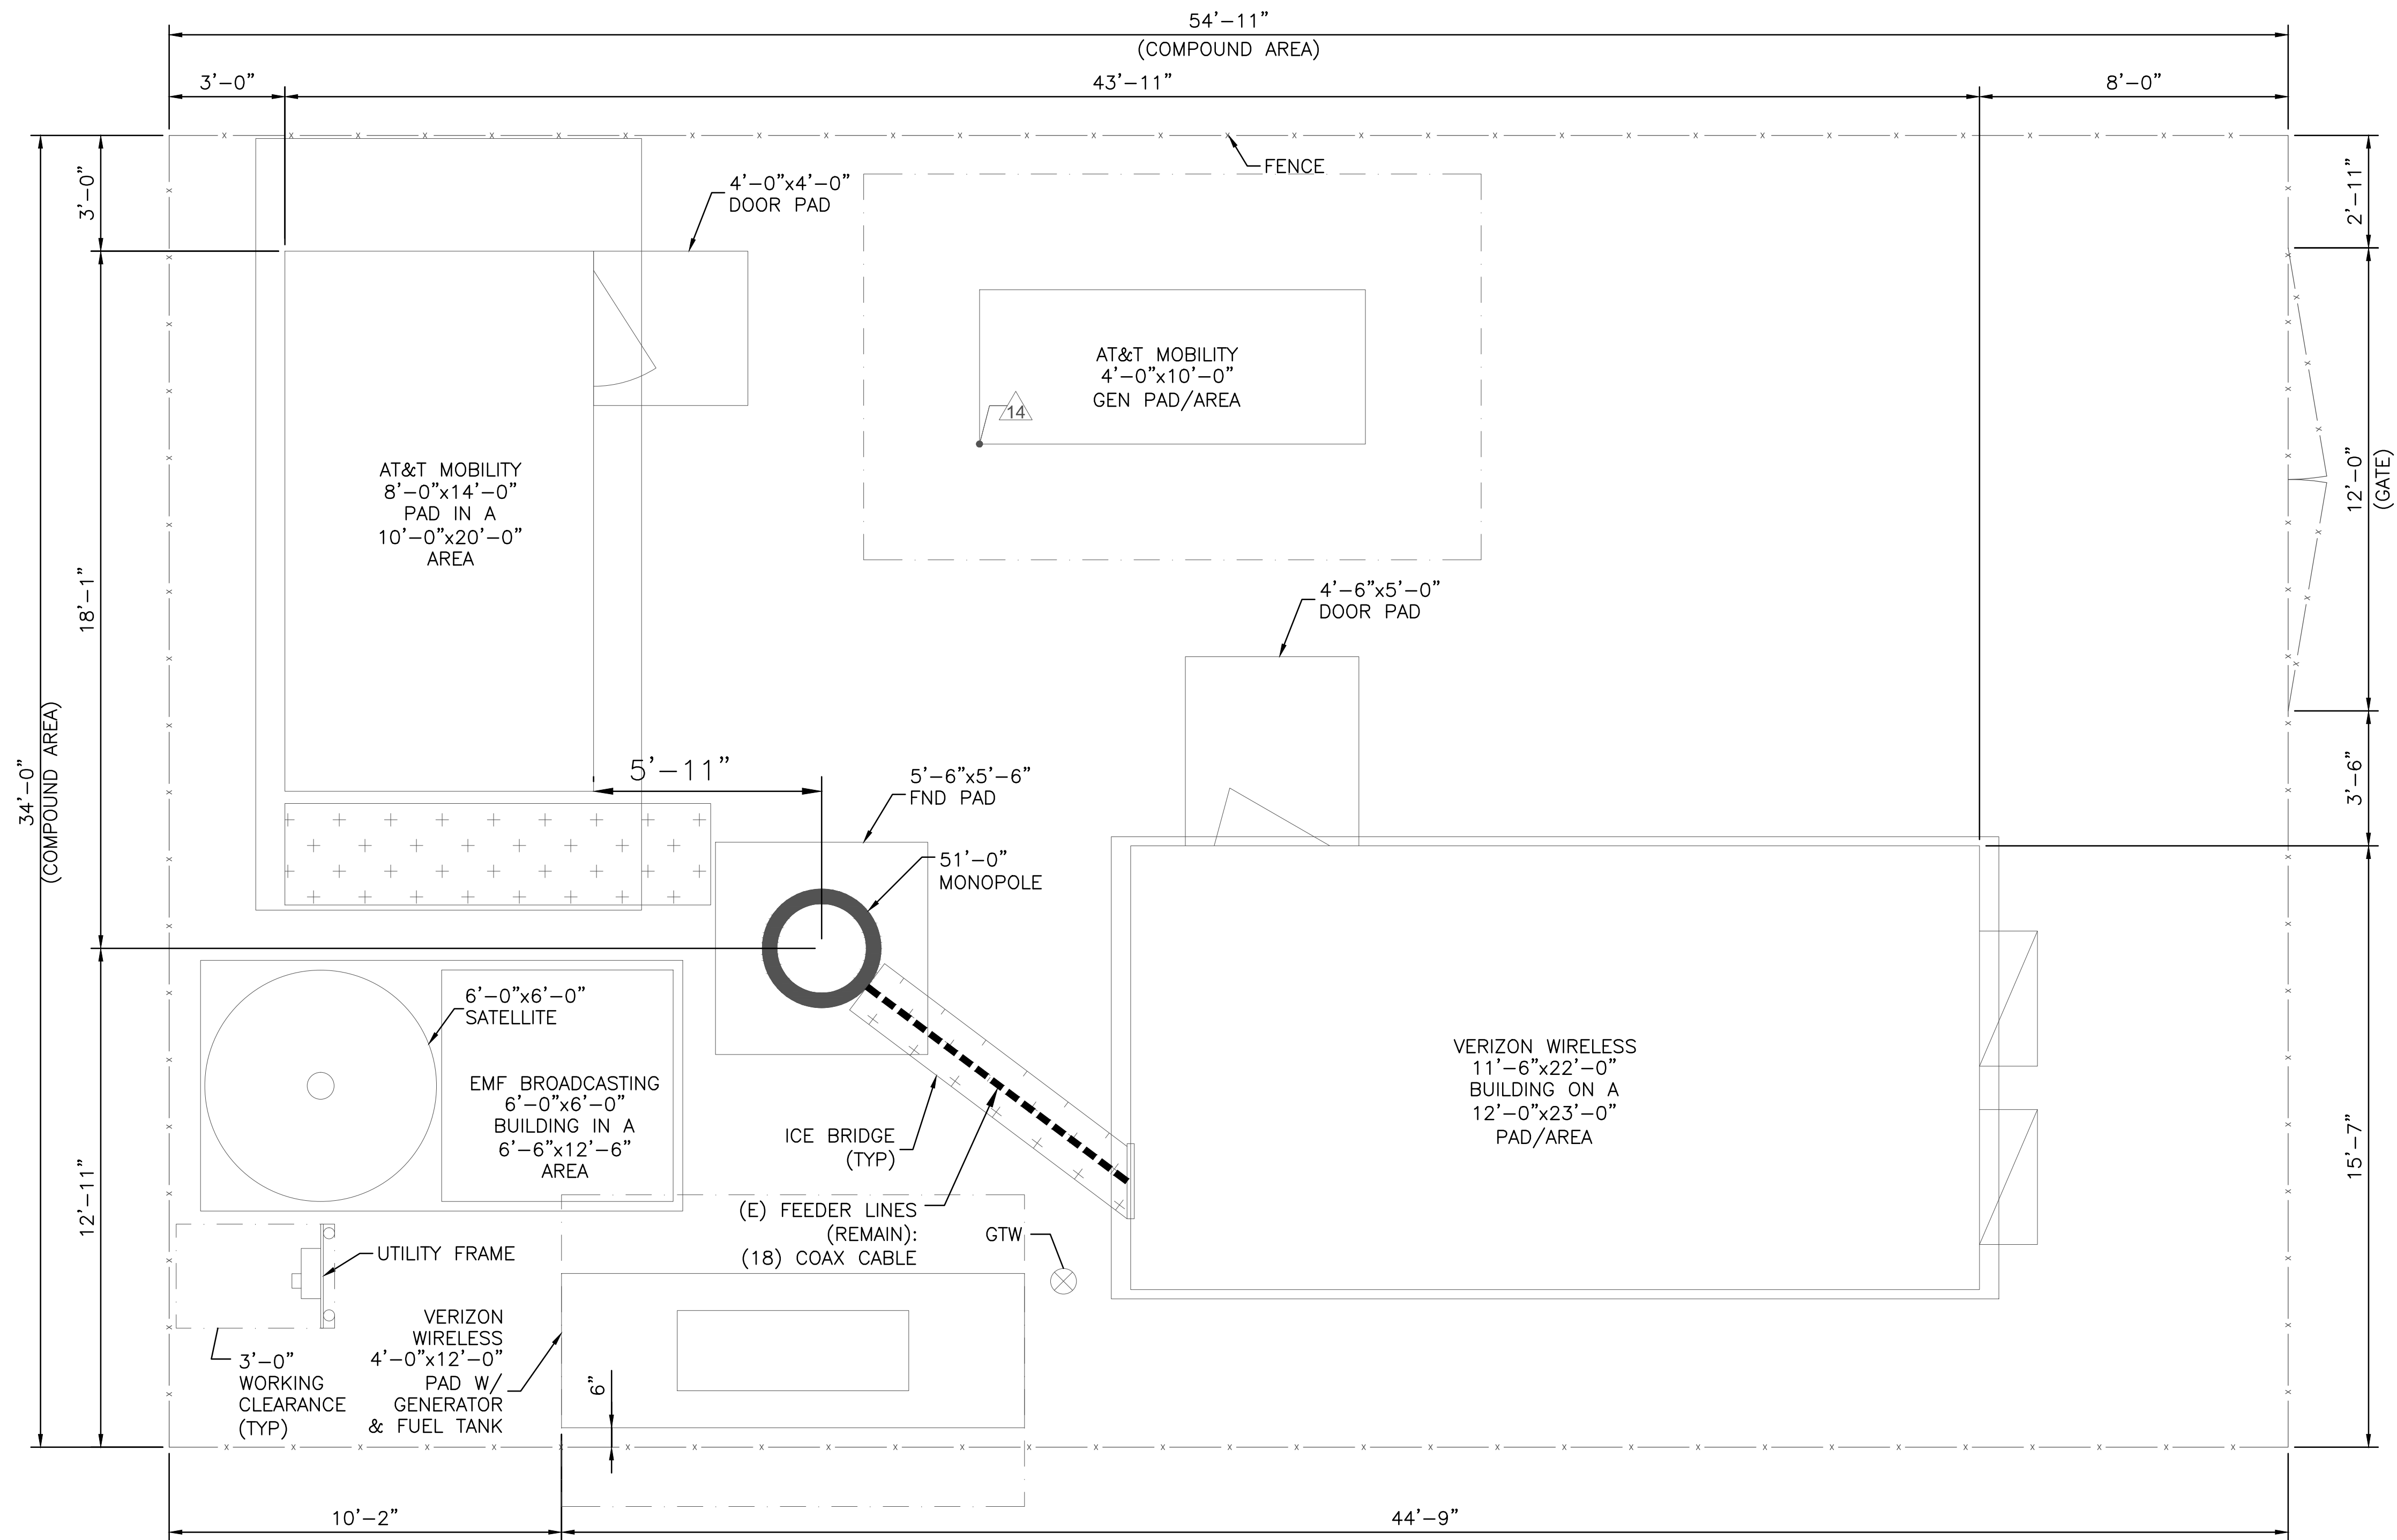 54'-11"
(COMPOUND AREA)
3'-0"
43'-11"
8'-0"
3'-0"
FENCE
2'-11"
4'-0"x4'-0"
DOOR PAD
AT&T MOBILITY
4'-0"x10'-0"
GEN PAD/AREA
14
AT&T MOBILITY
8'-0"x14'-0"
PAD IN A
10'-0"x20'-0"
AREA
12'-0"
(GATE)
18'-1"
4'-6"x5'-0"
DOOR PAD
34'-0"
(COMPOUND AREA)
5'-11"
5'-6"x5'-6"
FND PAD
3'-6"
51'-0"
MONOPOLE
6'-0"x6'-0"
SATELLITE
EMF BROADCASTING
6'-0"x6'-0"
BUILDING IN A
6'-6"x12'-6"
AREA
VERIZON WIRELESS
11'-6"x22'-0"
BUILDING ON A
12'-0"x23'-0"
PAD/AREA
ICE BRIDGE
(TYP)
12'-11"
15'-7"
(E) FEEDER LINES
(REMAIN):
(18) COAX CABLE
GTW
UTILITY FRAME
VERIZON
WIRELESS
4'-0"x12'-0"
PAD W/
GENERATOR
& FUEL TANK
3'-0"
WORKING
CLEARANCE
(TYP)
6"
10'-2"
44'-9"